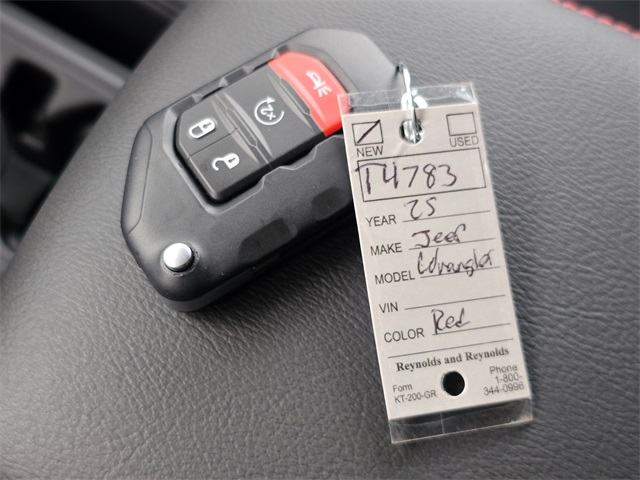 NEW USED
T4783
YEAR 25
MAKE Jeep
MODEL Wrangler
VIN
COLOR Red
Reynolds and Reynolds
Form
KT-200-GR
Phone
1-800-
344-0996
x2